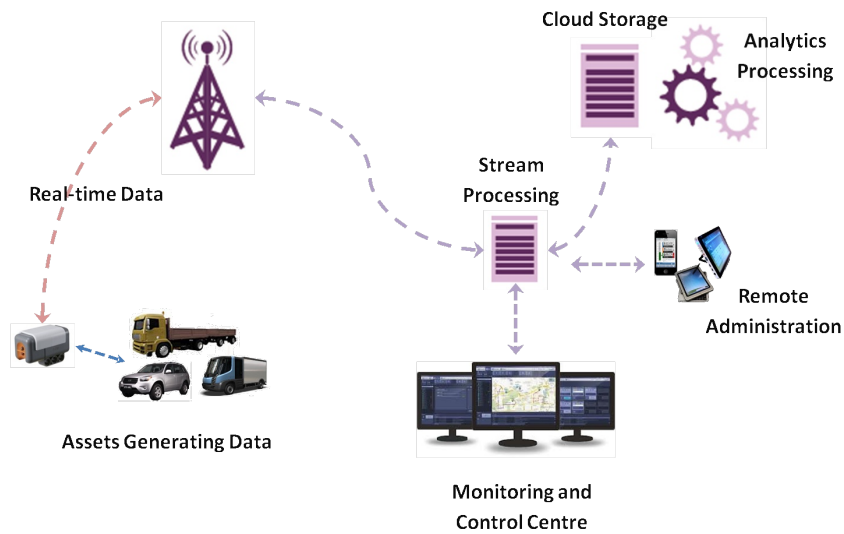 Cloud Storage
Analytics
Processing
Stream
Processing
Real-time Data
Remote
Administration
Assets Generating Data
Monitoring and
Control Centre